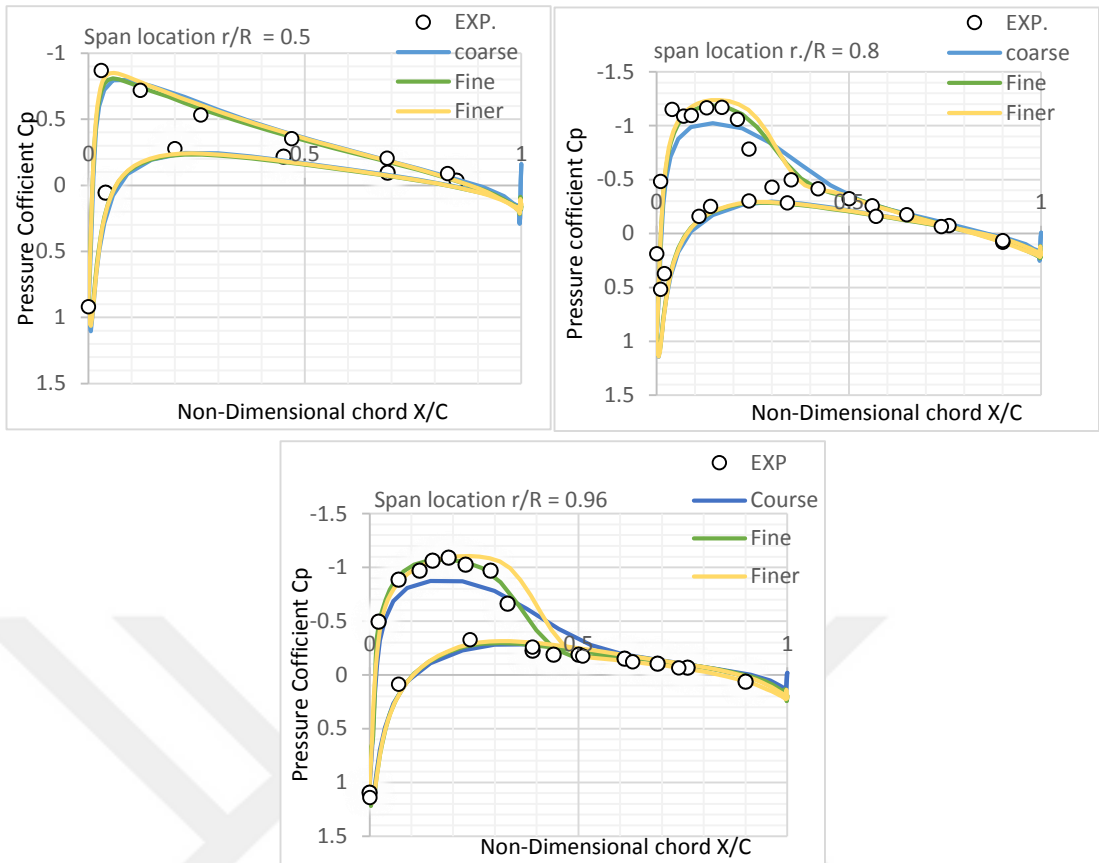 Span location r/R = 0.5
EXP.
coarse
Fine
Finer
-1
-0.5
0
0.5
1
1.5
0
0.5
1
Pressure Cofficient Cp
Non-Dimensional chord X/C
span location r./R = 0.8
EXP.
coarse
Fine
Finer
-1.5
-1
-0.5
0
0.5
1
1.5
0
0.5
1
Pressure cofficient Cp
Non-Dimensional chord X/C
Span location r/R = 0.96
EXP
Course
Fine
Finer
-1.5
-1
-0.5
0
0.5
1
1.5
0
0.5
1
Pressure Cofficient Cp
Non-Dimensional chord X/C